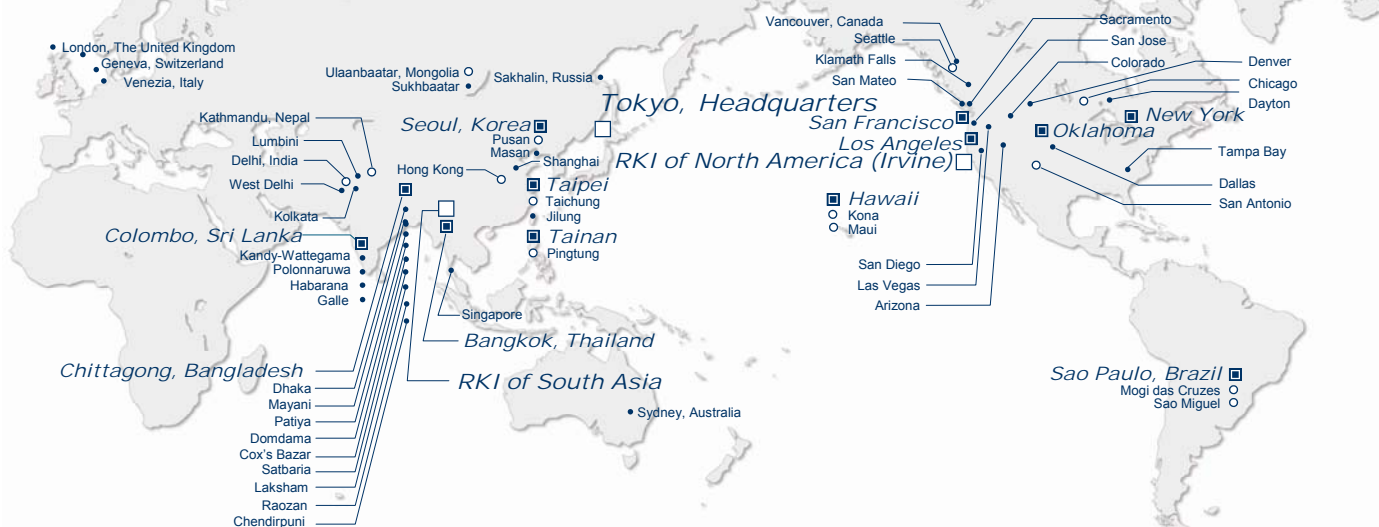 London, The United Kingdom
Geneva, Switzerland
Venezia, Italy
Ulaanbaatar, Mongolia
Sukhbaatar
Sakhalin, Russia
Kathmandu, Nepal
Lumbini
Delhi, India
West Delhi
Kolkata
Colombo, Sri Lanka
Kandy-Wattegama
Polonnaruwa
Habarana
Galle
Seoul, Korea
Pusan
Masan
Shanghai
Hong Kong
Taipei
Taichung
Jilung
Tainan
Pingtung
Singapore
Bangkok, Thailand
RKI of South Asia
Chittagong, Bangladesh
Dhaka
Mayani
Patiya
Domdama
Cox's Bazar
Satbaria
Laksham
Raozan
Chendirpuni
Sydney, Australia
Tokyo, Headquarters
Vancouver, Canada
Seattle
Klamath Falls
San Mateo
San Francisco
Los Angeles
RKI of North America (Irvine)
Hawaii
Kona
Maui
San Diego
Las Vegas
Arizona
Sacramento
San Jose
Colorado
Denver
Chicago
Dayton
New York
Oklahoma
Tampa Bay
Dallas
San Antonio
Sao Paulo, Brazil
Mogi das Cruzes
Sao Miguel